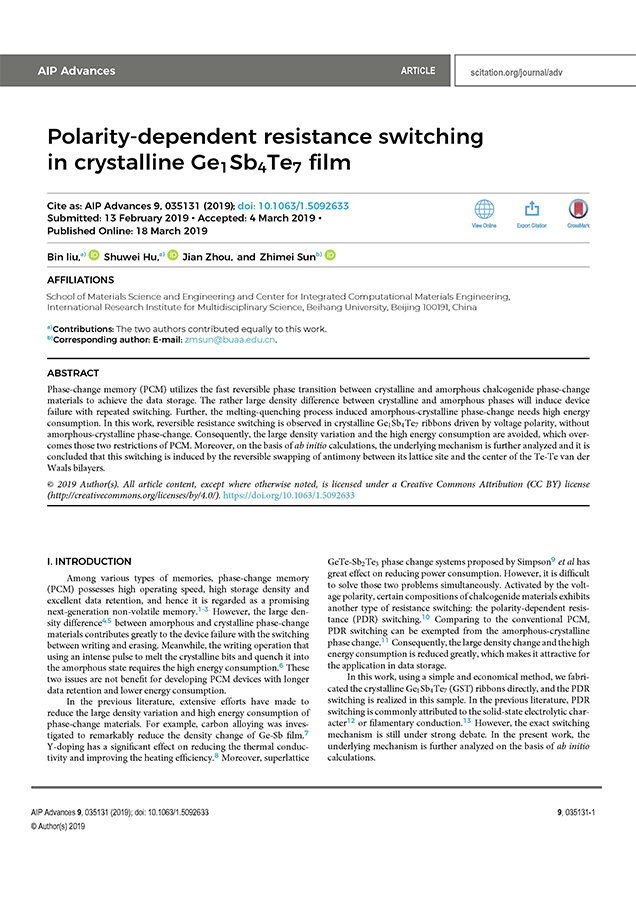 AIP Advances
ARTICLE
scitation.org/journal/adv
Polarity-dependent resistance switching
in crystalline Ge1Sb4Te7 film
Cite as: AIP Advances 9, 035131 (2019); doi: 10.1063/1.5092633
Submitted: 13 February 2019 • Accepted: 4 March 2019 •
Published Online: 18 March 2019
View Online
Export Citation
CrossMark
Bin liu,a) Shuwei Hu,a) Jian Zhou, and Zhimei Sunb)
AFFILIATIONS
School of Materials Science and Engineering and Center for Integrated Computational Materials Engineering,
International Research Institute for Multidisciplinary Science, Beihang University, Beijing 100191, China
a)Contributions: The two authors contributed equally to this work.
b)Corresponding author: E-mail: zmsun@buaa.edu.cn.
ABSTRACT
Phase-change memory (PCM) utilizes the fast reversible phase transition between crystalline and amorphous chalcogenide phase-change
materials to achieve the data storage. The rather large density difference between crystalline and amorphous phases will induce device
failure with repeated switching. Further, the melting-quenching process induced amorphous-crystalline phase-change needs high energy
consumption. In this work, reversible resistance switching is observed in crystalline Ge1Sb4Te7 ribbons driven by voltage polarity, without
amorphous-crystalline phase-change. Consequently, the large density variation and the high energy consumption are avoided, which over-
comes those two restrictions of PCM. Moreover, on the basis of ab initio calculations, the underlying mechanism is further analyzed and it is
concluded that this switching is induced by the reversible swapping of antimony between its lattice site and the center of the Te-Te van der
Waals bilayers.
© 2019 Author(s). All article content, except where otherwise noted, is licensed under a Creative Commons Attribution (CC BY) license
(http://creativecommons.org/licenses/by/4.0/). https://doi.org/10.1063/1.5092633
I. INTRODUCTION
Among various types of memories, phase-change memory
(PCM) possesses high operating speed, high storage density and
excellent data retention, and hence it is regarded as a promising
next-generation non-volatile memory.1-3 However, the large den-
sity difference4,5 between amorphous and crystalline phase-change
materials contributes greatly to the device failure with the switching
between writing and erasing. Meanwhile, the writing operation that
using an intense pulse to melt the crystalline bits and quench it into
the amorphous state requires the high energy consumption.6 These
two issues are not benefit for developing PCM devices with longer
data retention and lower energy consumption.
In the previous literature, extensive efforts have made to
reduce the large density variation and high energy consumption of
phase-change materials. For example, carbon alloying was inves-
tigated to remarkably reduce the density change of Ge-Sb film.7
Y-doping has a significant effect on reducing the thermal conduc-
tivity and improving the heating efficiency.8 Moreover, superlattice
GeTe-Sb2Te3 phase change systems proposed by Simpson9 et al has
great effect on reducing power consumption. However, it is difficult
to solve those two problems simultaneously. Activated by the volt-
age polarity, certain compositions of chalcogenide materials exhibits
another type of resistance switching: the polarity-dependent resis-
tance (PDR) switching.10 Comparing to the conventional PCM,
PDR switching can be exempted from the amorphous-crystalline
phase change.11 Consequently, the large density change and the high
energy consumption is reduced greatly, which makes it attractive for
the application in data storage.
In this work, using a simple and economical method, we fabri-
cated the crystalline Ge1Sb4Te7 (GST) ribbons directly, and the PDR
switching is realized in this sample. In the previous literature, PDR
switching is commonly attributed to the solid-state electrolytic char-
acter12 or filamentary conduction.13 However, the exact switching
mechanism is still under strong debate. In the present work, the
underlying mechanism is further analyzed on the basis of ab initio
calculations.
AIP Advances 9, 035131 (2019); doi: 10.1063/1.5092633
9, 035131-1
© Author(s) 2019